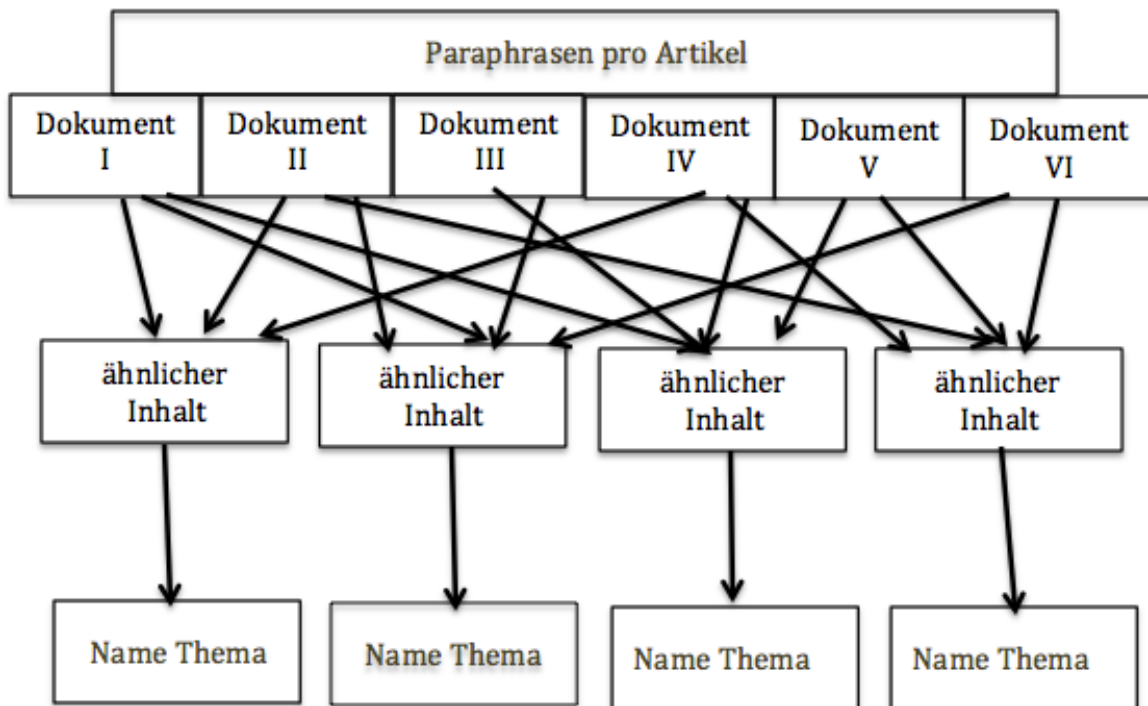 Paraphrasen pro Artikel
Dokument
I
Dokument
II
Dokument
III
Dokument
IV
Dokument
V
Dokument
VI
ähnlicher
Inhalt
ähnlicher
Inhalt
ähnlicher
Inhalt
ähnlicher
Inhalt
Name Thema
Name Thema
Name Thema
Name Thema